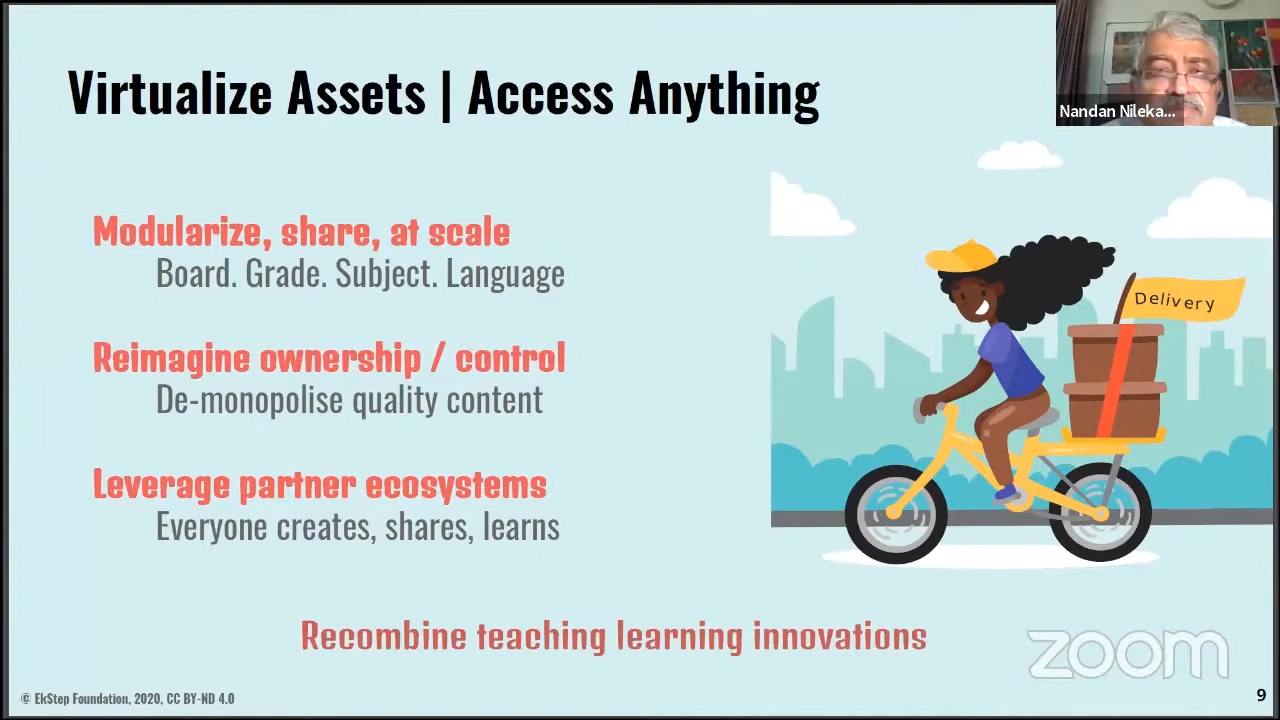 Virtualize Assets | Access Anything
Nandan Nileka...
Modularize, share, at scale
Board. Grade. Subject. Language
Reimagine ownership / control
De-monopolise quality content
Leverage partner ecosystems
Everyone creates, shares, learns
Delivery
Recombine teaching learning innovations
zoom
© EkStep Foundation, 2020, CC BY-ND 4.0
9